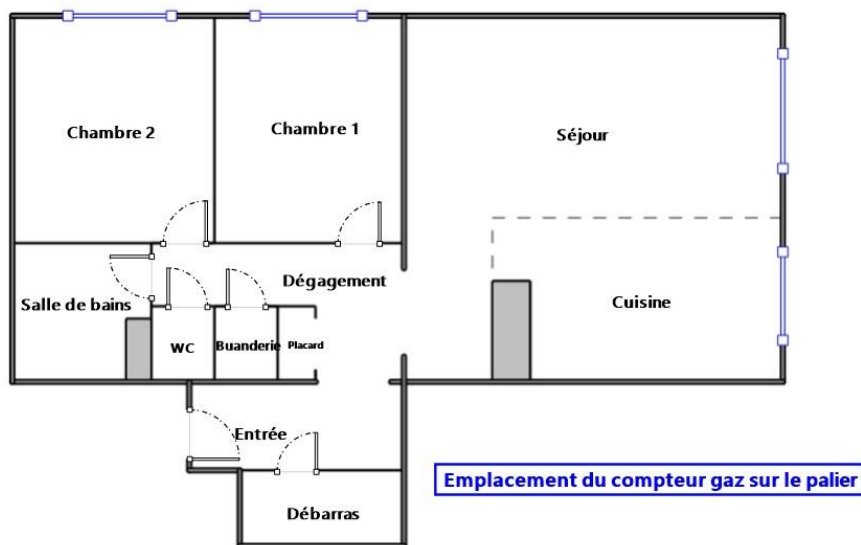 Chambre 2
Chambre 1
Séjour
Dégagement
Salle de bains
Cuisine
WC
Buanderie
Placard
Entrée
Emplacement du compteur gaz sur le palier
Débarras